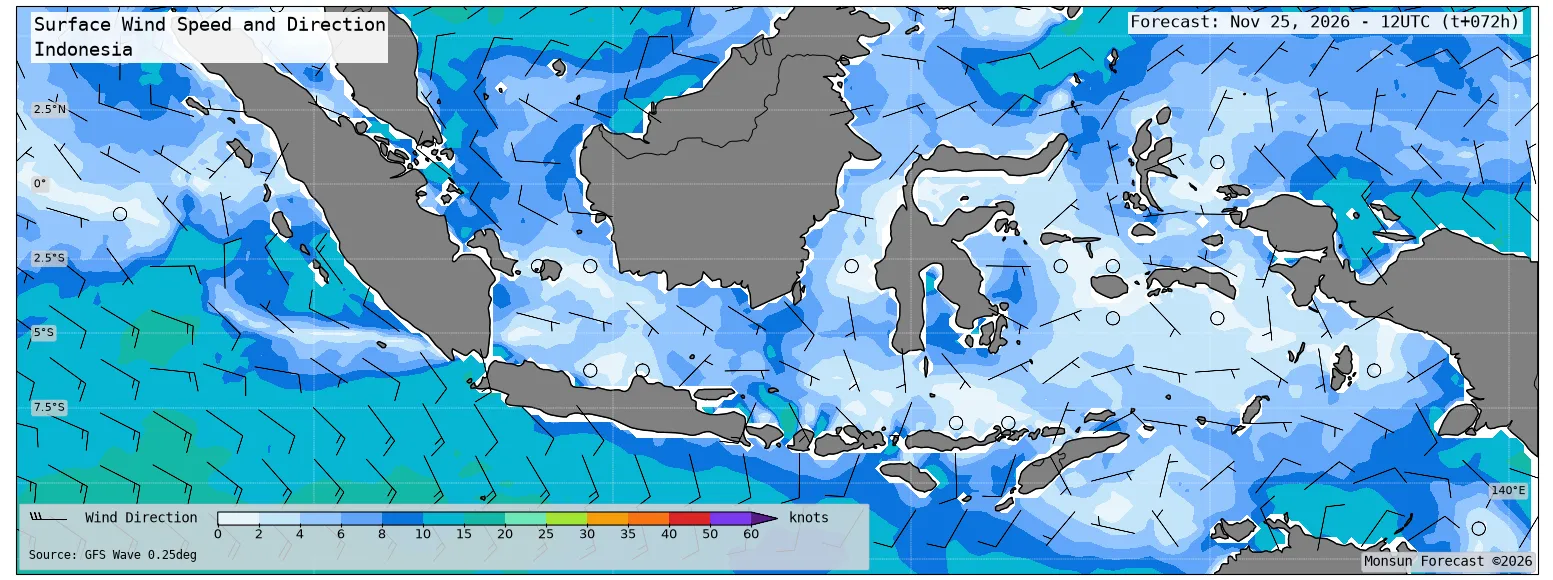 Surface Wind Speed and Direction
Indonesia
Forecast: Nov 25, 2026 - 12UTC (t+072h)
2.5°N
0°
2.5°S
5°S
7.5°S
140°E
Wind Direction
0 2 4 6 8 10 15 20 25 30 35 40 50 60
knots
Source: GFS Wave 0.25deg
Monsun Forecast ©2026